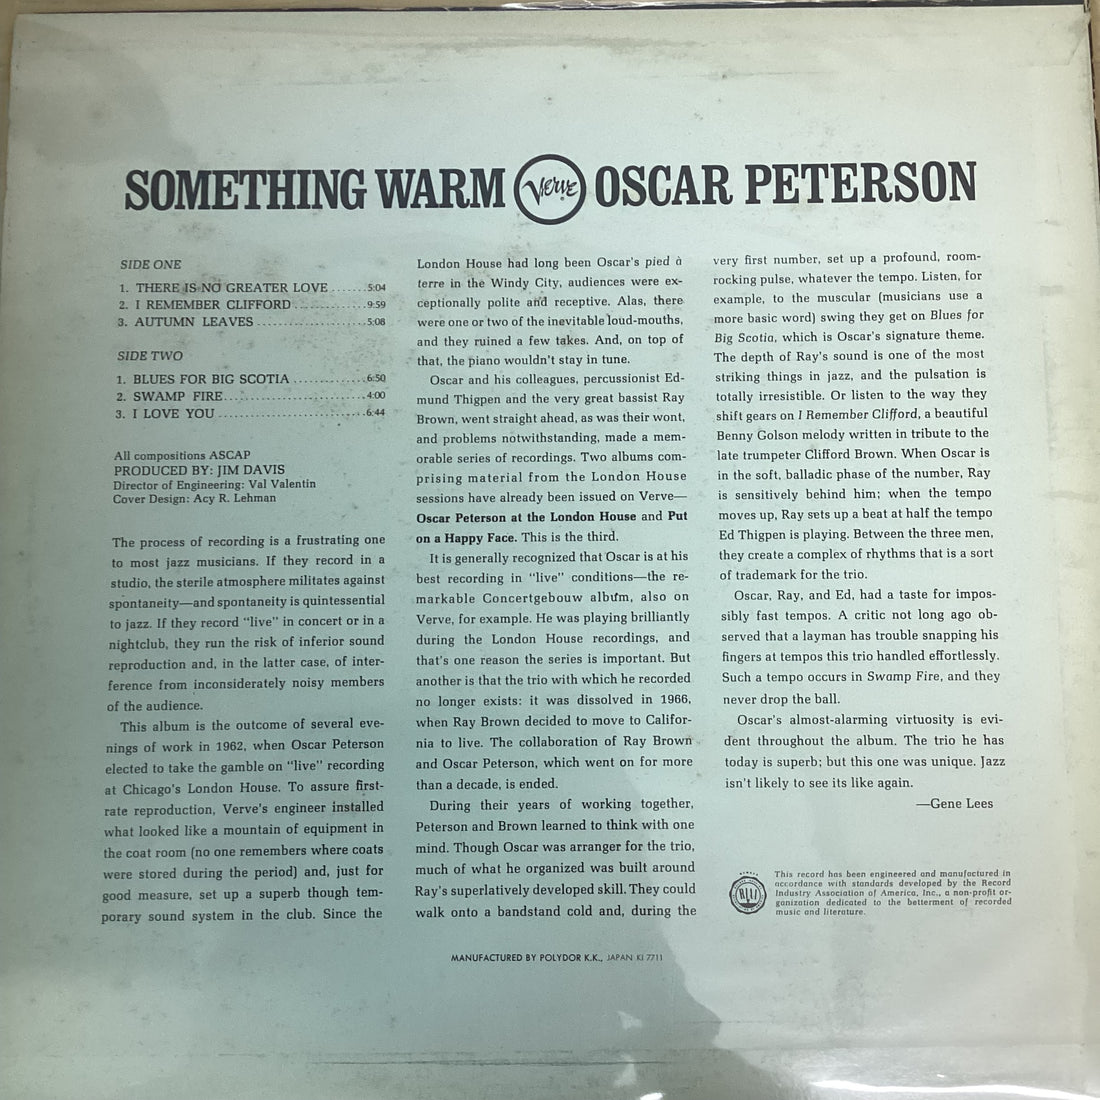 SOMETHING WARM Verve OSCAR PETERSON
SIDE ONE
1. THERE IS NO GREATER LOVE .......5:04
2. I REMEMBER CLIFFORD ..............9:59
3. AUTUMN LEAVES .....................5:08
SIDE TWO
1. BLUES FOR BIG SCOTIA ..............6:50
2. SWAMP FIRE...........................4:00
3. I LOVE YOU ............................6:44
All compositions ASCAP
PRODUCED BY: JIM DAVIS
Director of Engineering: Val Valentin
Cover Design: Acy R. Lehman
The process of recording is a frustrating one
to most jazz musicians. If they record in a
studio, the sterile atmosphere militates against
spontaneity—and spontaneity is quintessential
to jazz. If they record "live" in concert or in a
nightclub, they run the risk of inferior sound
reproduction and, in the latter case, of inter-
ference from inconsiderately noisy members
of the audience.
This album is the outcome of several eve-
nings of work in 1962, when Oscar Peterson
elected to take the gamble on "live" recording
at Chicago's London House. To assure first-
rate reproduction, Verve's engineer installed
what looked like a mountain of equipment in
the coat room (no one remembers where coats
were stored during the period) and, just for
good measure, set up a superb though tem-
porary sound system in the club. Since the
London House had long been Oscar's pied à
terre in the Windy City, audiences were ex-
ceptionally polite and receptive. Alas, there
were one or two of the inevitable loud-mouths,
and they ruined a few takes. And, on top of
that, the piano wouldn't stay in tune.
Oscar and his colleagues, percussionist Ed-
mund Thigpen and the very great bassist Ray
Brown, went straight ahead, as was their wont,
and problems notwithstanding, made a mem-
orable series of recordings. Two albums com-
prising material from the London House
sessions have already been issued on Verve—
Oscar Peterson at the London House and Put
on a Happy Face. This is the third.
It is generally recognized that Oscar is at his
best recording in "live" conditions—the re-
markable Concertgebouw album, also on
Verve, for example. He was playing brilliantly
during the London House recordings, and
that's one reason the series is important. But
another is that the trio with which he recorded
no longer exists: it was dissolved in 1966,
when Ray Brown decided to move to Califor-
nia to live. The collaboration of Ray Brown
and Oscar Peterson, which went on for more
than a decade, is ended.
During their years of working together,
Peterson and Brown learned to think with one
mind. Though Oscar was arranger for the trio,
much of what he organized was built around
Ray's superlatively developed skill. They could
walk onto a bandstand cold and, during the
very first number, set up a profound, room-
rocking pulse, whatever the tempo. Listen, for
example, to the muscular (musicians use a
more basic word) swing they get on Blues for
Big Scotia, which is Oscar's signature theme.
The depth of Ray's sound is one of the most
striking things in jazz, and the pulsation is
totally irresistible. Or listen to the way they
shift gears on I Remember Clifford, a beautiful
Benny Golson melody written in tribute to the
late trumpeter Clifford Brown. When Oscar is
in the soft, balladic phase of the number, Ray
is sensitively behind him; when the tempo
moves up, Ray sets up a beat at half the tempo
Ed Thigpen is playing. Between the three men,
they create a complex of rhythms that is a sort
of trademark for the trio.
Oscar, Ray, and Ed, had a taste for impos-
sibly fast tempos. A critic not long ago ob-
served that a layman has trouble snapping his
fingers at tempos this trio handled effortlessly.
Such a tempo occurs in Swamp Fire, and they
never drop the ball.
Oscar's almost-alarming virtuosity is evi-
dent throughout the album. The trio he has
today is superb; but this one was unique. Jazz
isn't likely to see its like again.
—Gene Lees
This record has been engineered and manufactured in
accordance with standards developed by the Record
Industry Association of America, Inc., a non-profit or-
ganization dedicated to the betterment of recorded
music and literature.
MANUFACTURED BY POLYDOR K.K., JAPAN KI 7711